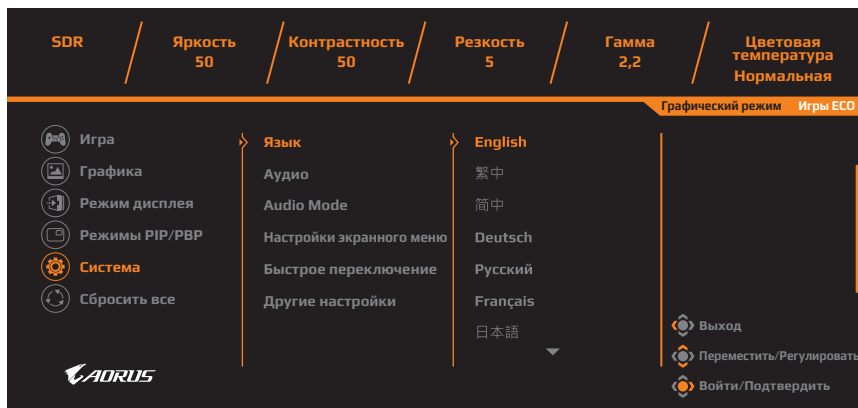 SDR
Яркость
50
Контрастность
50
Резкость
5
Гамма
2,2
Цветовая
температура
Нормальная
Графический режим Игры ECO
Игра
Графика
Режим дисплея
Режимы PIP/PBP
Система
Сбросить все
Язык
Аудио
Audio Mode
Настройки экранного меню
Быстрое переключение
Другие настройки
English
繁中
简中
Deutsch
Русский
Français
日本語
Выход
Переместить/Регулировать
Войти/Подтвердить
AORUS